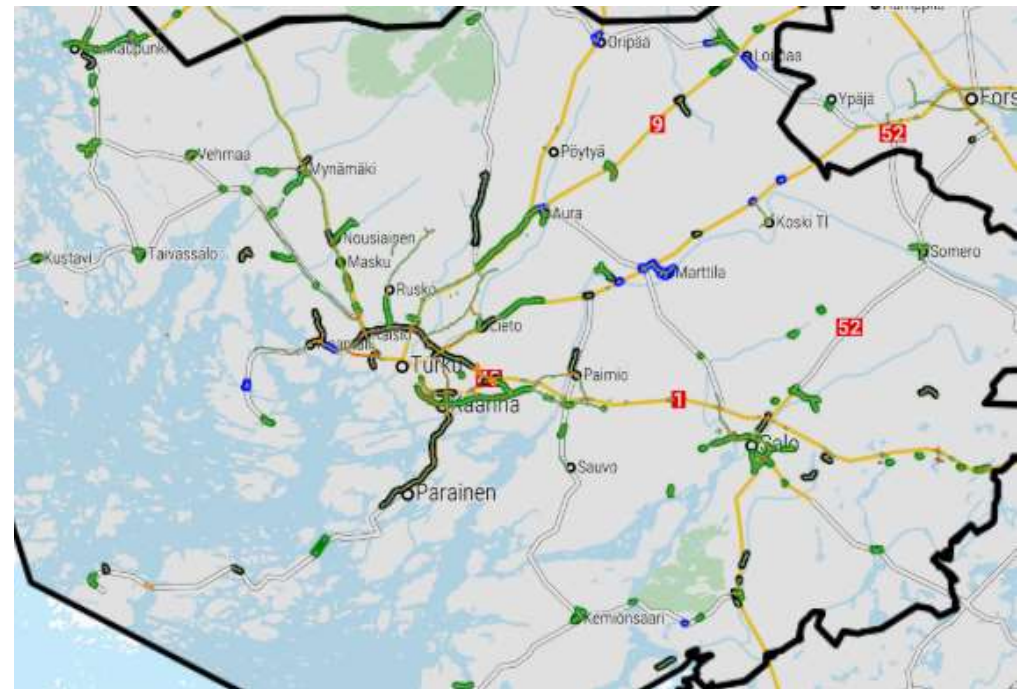 Oripää
Loimaa
Ypäjä
Fors
52
9
Pöytyä
Vehmaa
Mynämäki
Aura
Koski Tl
Nousiainen
Somero
Kustavi
Taivassalo
Masku
Marttila
Rusko
Lieto
52
Turku
Paimio
1
Kaarina
Salo
Sauvo
Parainen
Kemiönsaari